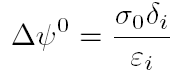 Δψ⁰ = σ₀δᵢ / εᵢ